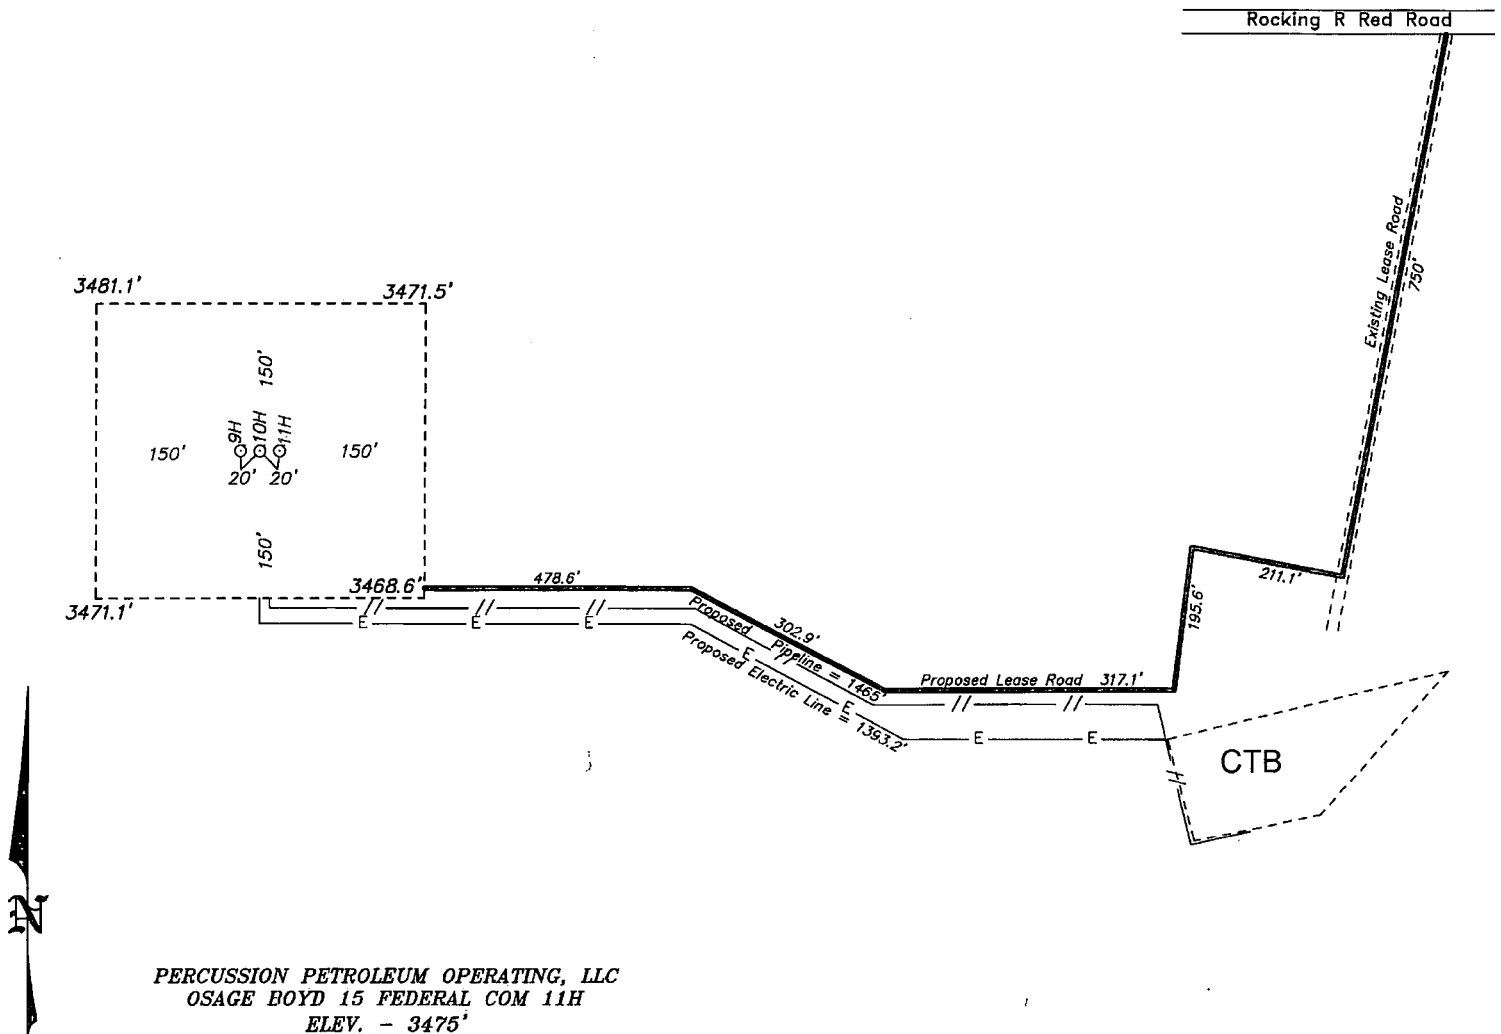 Rocking R Red Road
Existing Lease Road
750'
3481.1'
3471.5'
150'
9H
10H
11H
150'
150'
20'
20'
150'
3468.6'
3471.1'
478.6'
302.9'
Proposed Pipeline = 1465'
Proposed Electric Line = 1393.2'
Proposed Lease Road 317.1'
195.6'
211.1'
E
E
E
E
E
E
E
CTB
N
PERCUSSION PETROLEUM OPERATING, LLC
OSAGE BOYD 15 FEDERAL COM 11H
ELEV. - 3475'